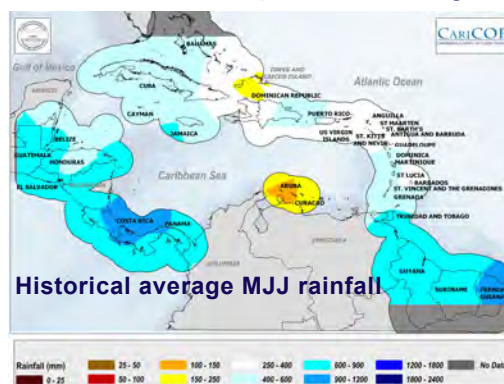 CARICOF
BAHAMAS
Gulf of Mexico
Atlantic Ocean
TURKS AND
CAICOS ISLAND
CUBA
MEXICO
DOMINICAN REPUBLIC
CAYMAN
PUERTO RICO
ANGUILLA
ST MAARTEN
ST. BARTH'S
JAMAICA
US VIRGIN
ISLANDS
ST. KITTS
AND NEVIS
ANTIGUA AND BARBUDA
BELIZE
GUADELOUPE
GUATEMALA
HONDURAS
DOMINICA
MARTINIQUE
Caribbean Sea
ST LUCIA
EL SALVADOR
ARUBA
BARBADOS
ST. VINCENT AND THE GRENADINES
CURACAO
GRENADA
COSTA RICA
PANAMA
TRINIDAD AND TOBAGO
VENEZUELA
COLOMBIA
GUYANA
Historical average MJJ rainfall
SURINAME
FRENCH
GUIANA
Rainfall (mm)
25 - 50
100 - 150
250 - 400
600 - 900
1200 - 1800
No Data
0 - 25
50 - 100
150 - 250
400 - 600
900 - 1200
1800 - 2400